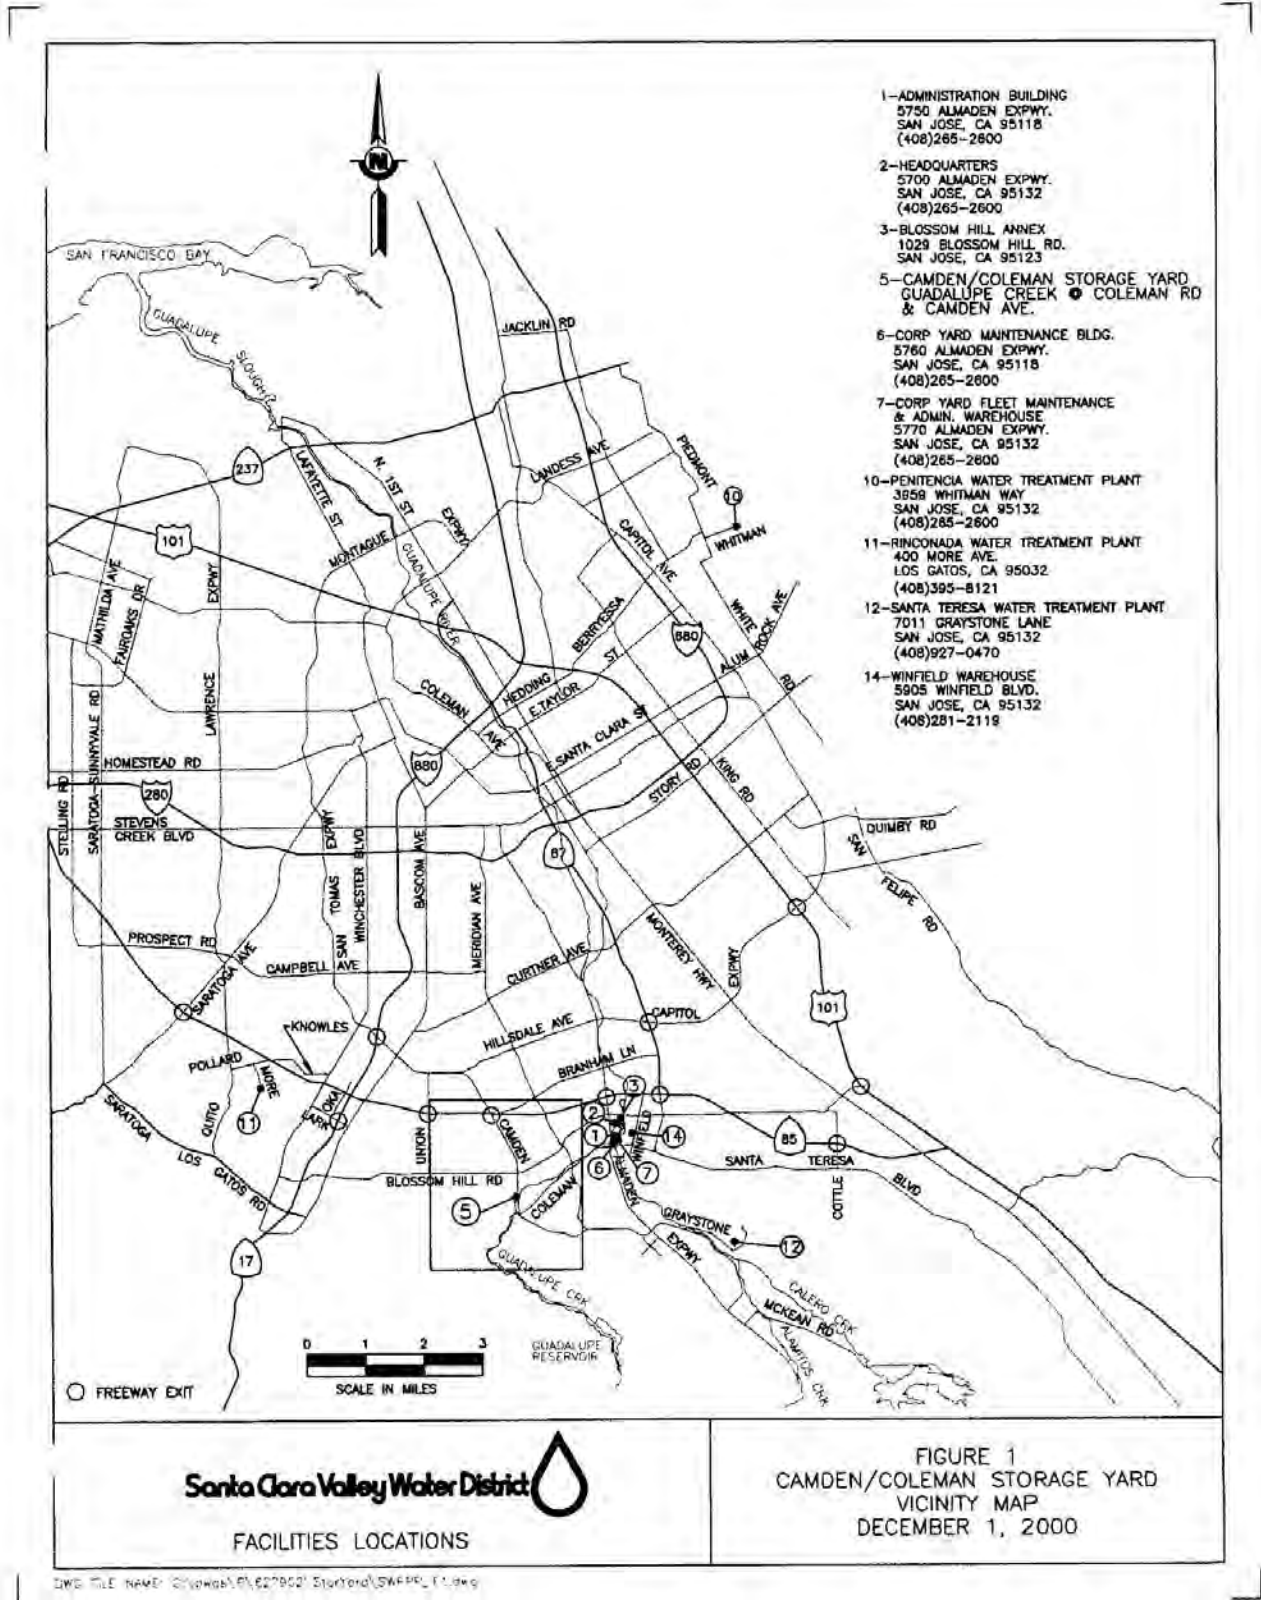 1-ADMINISTRATION BUILDING
5750 ALMADEN EXPWY.
SAN JOSE, CA 95118
(408)265-2600
2-HEADQUARTERS
5700 ALMADEN EXPWY.
SAN JOSE, CA 95132
(408)265-2600
3-BLOSSOM HILL ANNEX
1029 BLOSSOM HILL RD.
SAN JOSE, CA 95123
5-CAMDEN/COLEMAN STORAGE YARD
GUADALUPE CREEK @ COLEMAN RD
& CAMDEN AVE.
6-CORP YARD MAINTENANCE BLDG.
5760 ALMADEN EXPWY.
SAN JOSE, CA 95118
(408)265-2600
7-CORP YARD FLEET MAINTENANCE
& ADMIN. WAREHOUSE
5770 ALMADEN EXPWY.
SAN JOSE, CA 95132
(408)265-2600
10-PENITENCIA WATER TREATMENT PLANT
3959 WHITMAN WAY
SAN JOSE, CA 95132
(408)265-2600
11-RINCONADA WATER TREATMENT PLANT
400 MORE AVE.
LOS GATOS, CA 95032
(408)395-8121
12-SANTA TERESA WATER TREATMENT PLANT
7011 GRAYSTONE LANE
SAN JOSE, CA 95132
(408)927-0470
14-WINFIELD WAREHOUSE
5905 WINFIELD BLVD.
SAN JOSE, CA 95132
(408)281-2119
N
SAN FRANCISCO BAY
GUADALUPE
SLOUGH
JACKLIN RD
237
LAFAYETTE ST
N. 1ST ST
LANDESS AVE
PIEDMONT
10
WHITMAN
101
MONTAGUE
EXPWY
GUADALUPE RIVER
CAPITOL AVE
MATHILDA AVE
FAIROAKS DR
EXPWY
LAWRENCE
BERRYESSA
WHITE
RD
680
ALUM ROCK AVE
COLEMAN
AVE
HEDDING
ST.
E.TAYLOR
E.SANTA CLARA ST
STORY RD
KING RD
HOMESTEAD RD
880
280
STELLING RD
SARATOGA-SUNNYVALE RD
STEVENS
CREEK BLVD
SAN TOMAS EXPWY
WINCHESTER BLVD
BASCOM AVE
MERIDIAN AVE
87
QUIMBY RD
SAN
FELIPE RD
PROSPECT RD
CAMPBELL AVE
SARATOGA AVE
CURTNER AVE
MONTEREY HWY
EXPWY
CAPITOL
101
KNOWLES
HILLSDALE AVE
BRANHAM LN
POLLARD
MORE
QUITO
11
OKA
LARK
UNION
CAMDEN
2
3
1
14
6
7
WINFIELD
ALMADEN
85
SANTA
TERESA
BLVD
COTTLE
SARATOGA
LOS
GATOS RD
BLOSSOM HILL RD
5
COLEMAN
GRAYSTONE
12
EXPWY
17
GUADALUPE CRK
CALERO CRK
MCKEAN RD
ALAMITOS CRK
GUADALUPE
RESERVOIR
0 1 2 3
SCALE IN MILES
FREEWAY EXIT
Santa Clara Valley Water District
FACILITIES LOCATIONS
FIGURE 1
CAMDEN/COLEMAN STORAGE YARD
VICINITY MAP
DECEMBER 1, 2000
DWG FILE NAME: